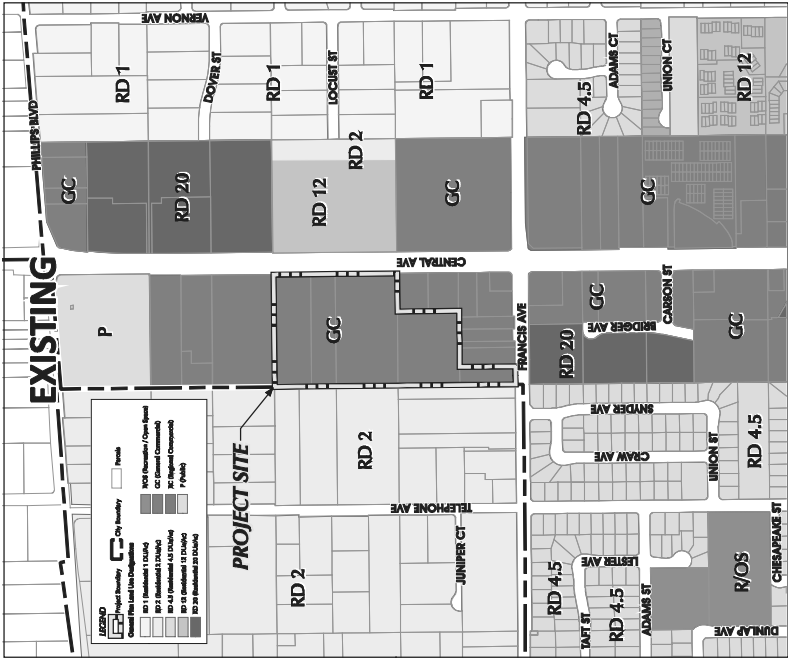 EXISTING
VERNON AVE
PHILLIPS BLVD
RD 1
DOVER ST
RD 1
LOCUST ST
RD 1
RD 2
RD 4.5
ADAMS CT
UNION CT
RD 12
GC
RD 20
RD 12
GC
GC
CENTRAL AVE
P
GC
FRANCIS AVE
GC
CARSON ST
BRIDGER AVE
RD 20
GC
PROJECT SITE
RD 2
SNYDER AVE
CRAW AVE
UNION ST
RD 4.5
TELEPHONE AVE
RD 2
JUNIPER CT
RD 4.5
LESTER AVE
TAFT ST
RD 4.5
ADAMS ST
R/OS
CHESAPEAKE ST
DUNLAP AVE
LEGEND
Project Boundary
City Boundary
Parcels
General Plan Land Use Designations
RD 1 (Residential 1 DU/Ac)
RD 2 (Residential 2 DUs/Ac)
RD 4.5 (Residential 4.5 DUs/Ac)
RD 12 (Residential 12 DUs/Ac)
RD 20 (Residential 20 DUs/Ac)
R/OS (Recreation / Open Space)
GC (General Commercial)
RC (Regional Commercial)
P (Public)